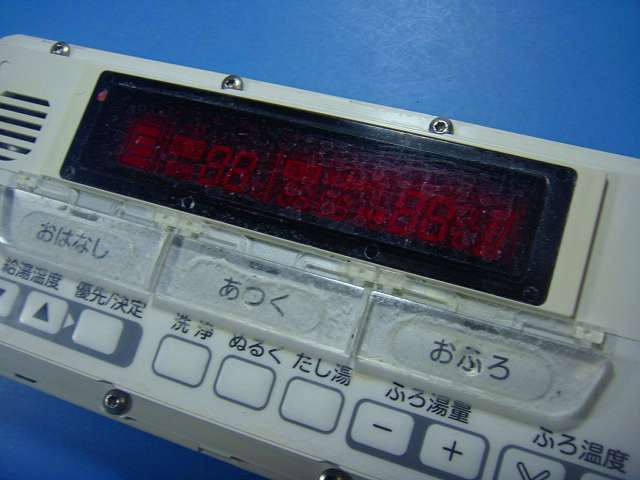 おはなし
あつく
おふろ
給湯温度
優先/決定
洗浄
ぬるく
たし湯
ふろ湯量
ふろ温度
− +